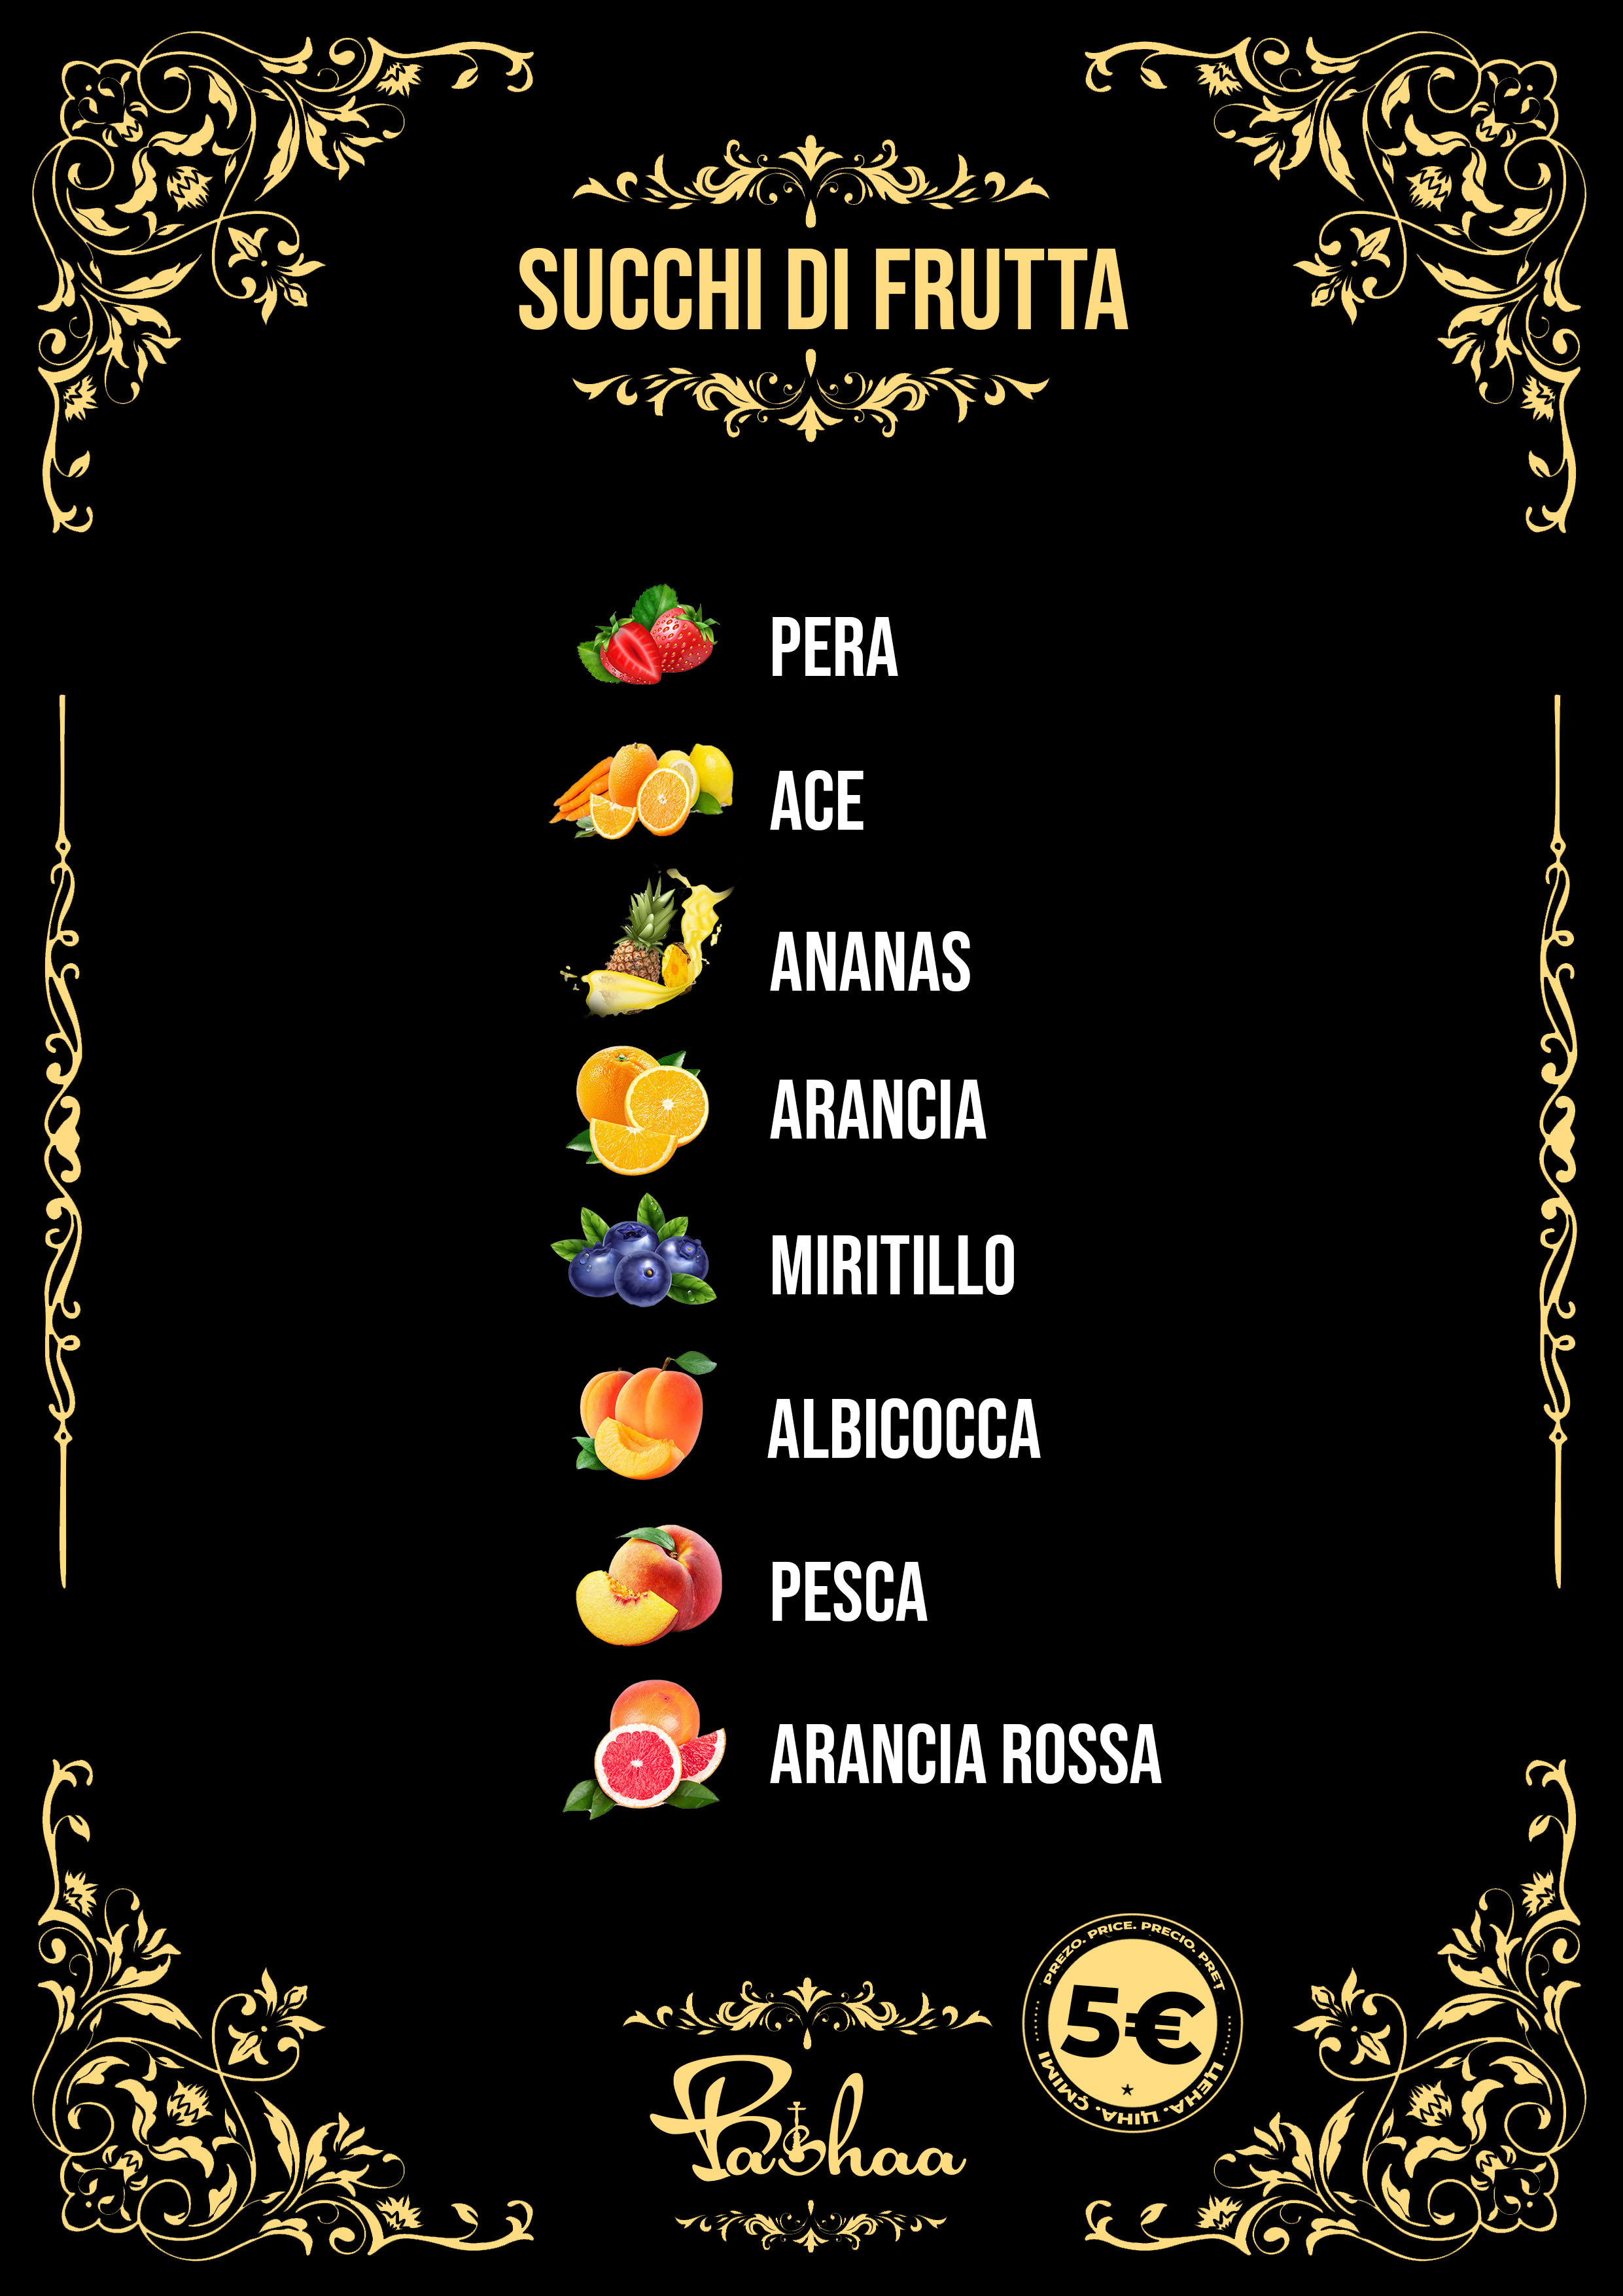 SUCCHI DI FRUTTA
PERA
ACE
ANANAS
ARANCIA
MIRITILLO
ALBICOCCA
PESCA
ARANCIA ROSSA
PREZO. PRICE. PRECIO. PREȚ
5€
ЦЕНА. ЦІНА. ÇMIMI
Pabhaa